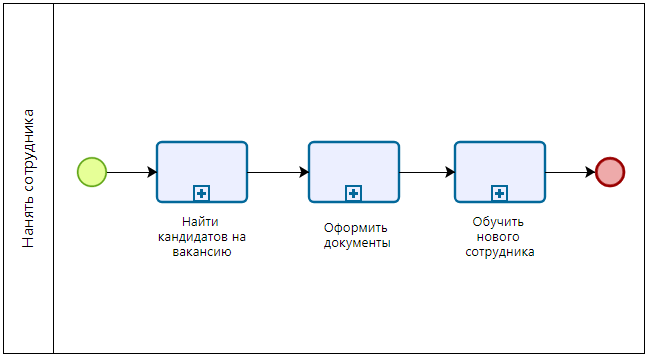 Нанять сотрудника
Найти
кандидатов на
вакансию
Оформить
документы
Обучить
нового
сотрудника